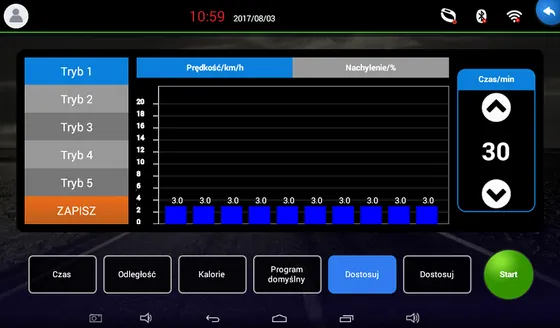 10:59 2017/08/03
Tryb 1
Tryb 2
Tryb 3
Tryb 4
Tryb 5
ZAPISZ
Prędkość/km/h
Nachylenie/%
20
18
16
14
12
10
8
6
4
2
0
3.0 3.0 3.0 3.0 3.0 3.0 3.0 3.0 3.0
Czas/min
30
Czas
Odległość
Kalorie
Program
domyślny
Dostosuj
Dostosuj
Start